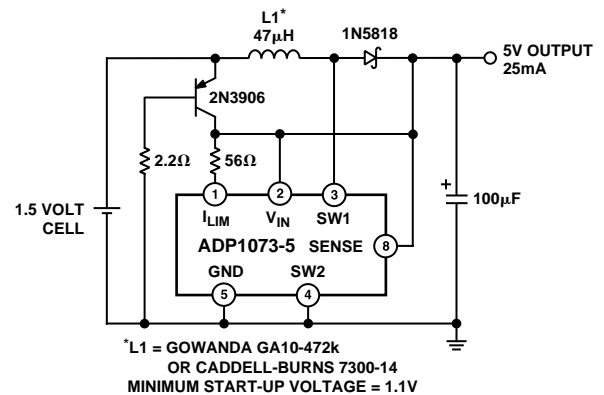 L1*
47µH
1N5818
5V OUTPUT
25mA
2N3906
2.2Ω
56Ω
1
2
3
+
100µF
1.5 VOLT
CELL
ILIM
VIN
SW1
ADP1073-5
SENSE
8
GND
SW2
5
4
*L1 = GOWANDA GA10-472k
OR CADDELL-BURNS 7300-14
MINIMUM START-UP VOLTAGE = 1.1V